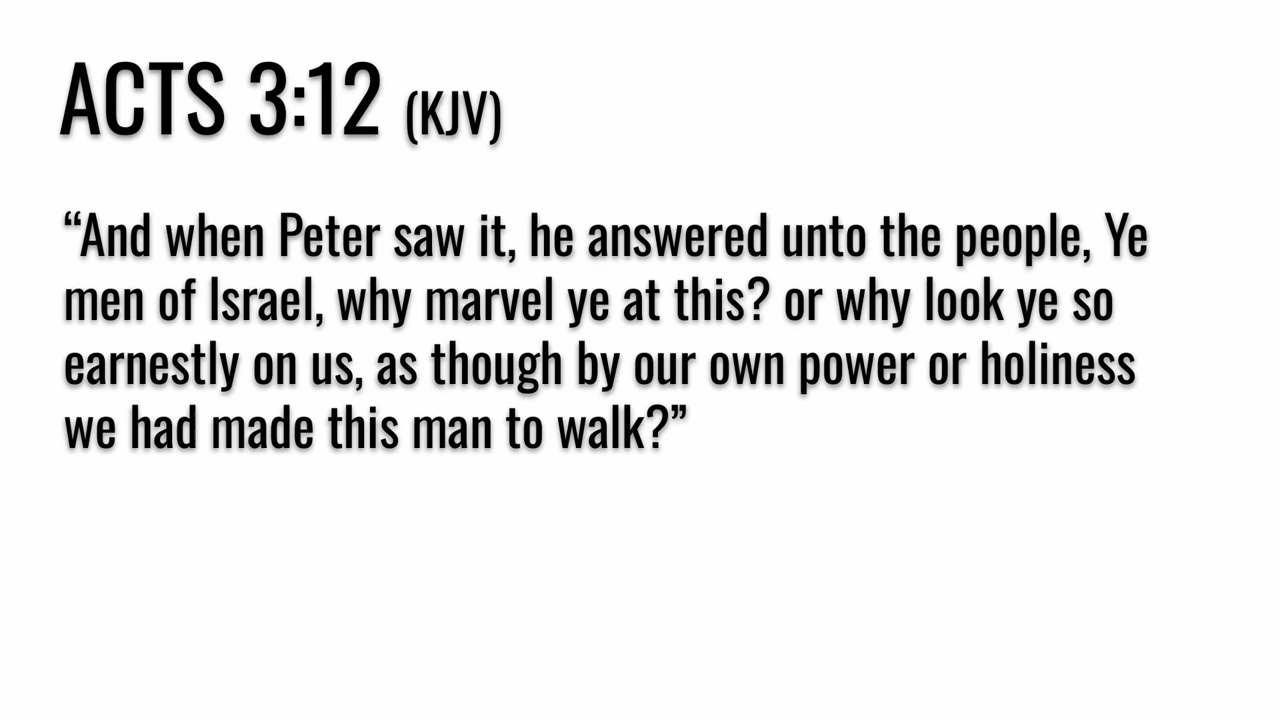 ACTS 3:12 (KJV)
“And when Peter saw it, he answered unto the people, Ye
men of Israel, why marvel ye at this? or why look ye so
earnestly on us, as though by our own power or holiness
we had made this man to walk?”